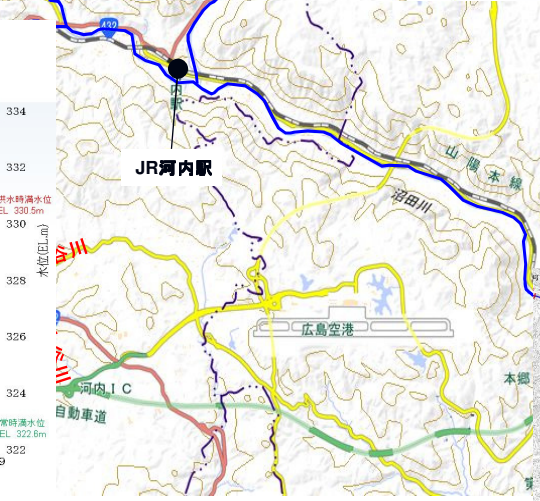 432
334
内駅
JR河内駅
332
山陽本線
洪水時満水位
EL 330.5m
330
沼田川
水位(EL.m)
川
328
広島空港
326
本郷
河内IC
324
自動車道
常時満水位
EL 322.6m
322
9